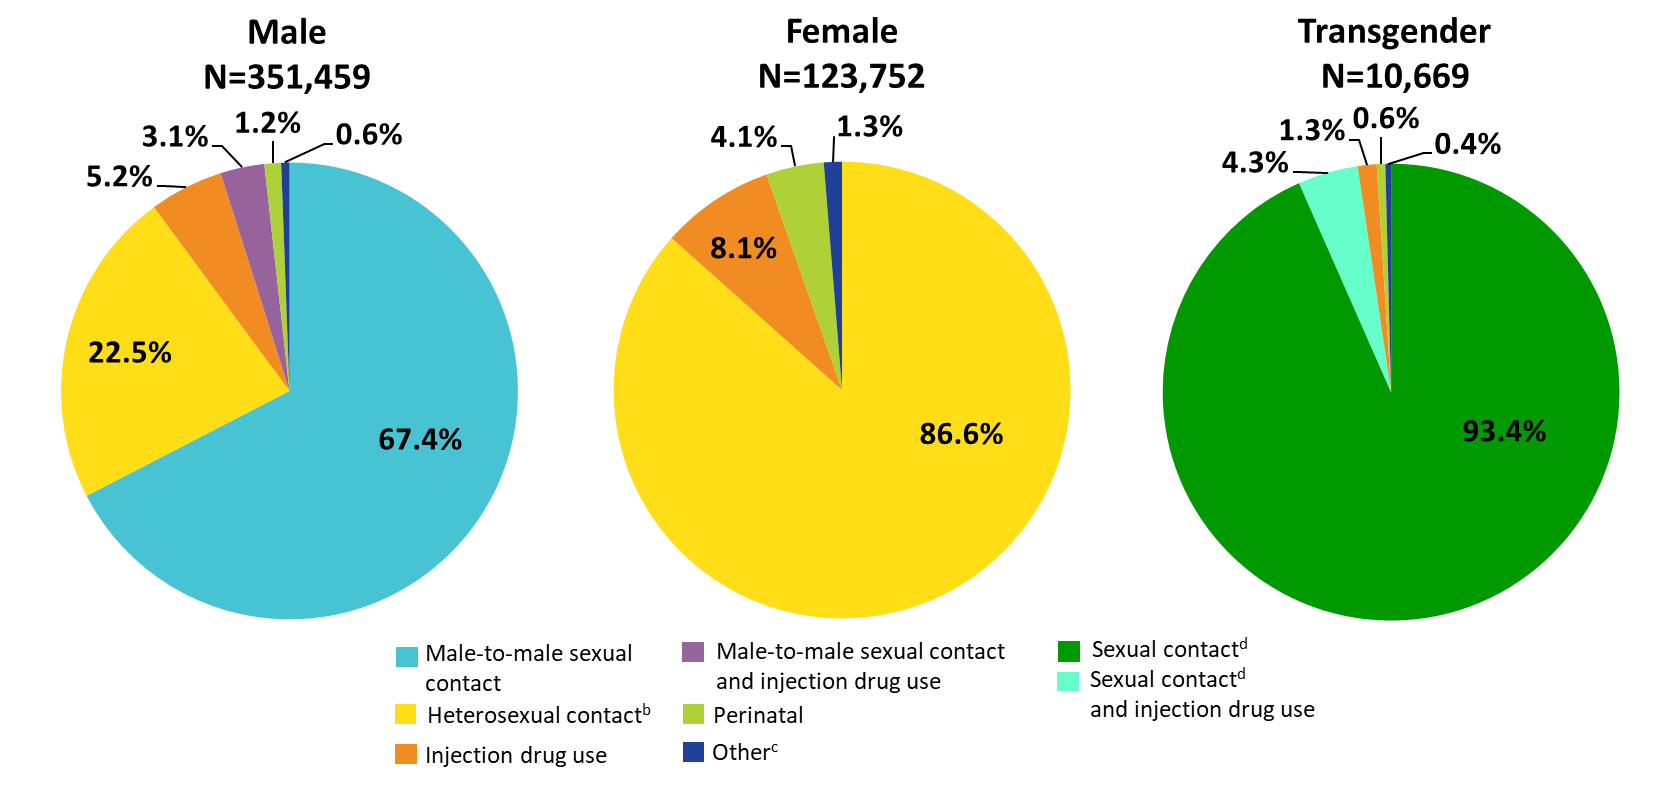 Male
N=351,459
Female
N=123,752
Transgender
N=10,669
5.2%
3.1%
1.2%
0.6%
22.5%
67.4%
4.1%
1.3%
8.1%
86.6%
4.3%
1.3%
0.6%
0.4%
93.4%
Male-to-male sexual
contact
Heterosexual contactᵇ
Injection drug use
Male-to-male sexual contact
and injection drug use
Perinatal
Otherᶜ
Sexual contactᵈ
Sexual contactᵈ
and injection drug use